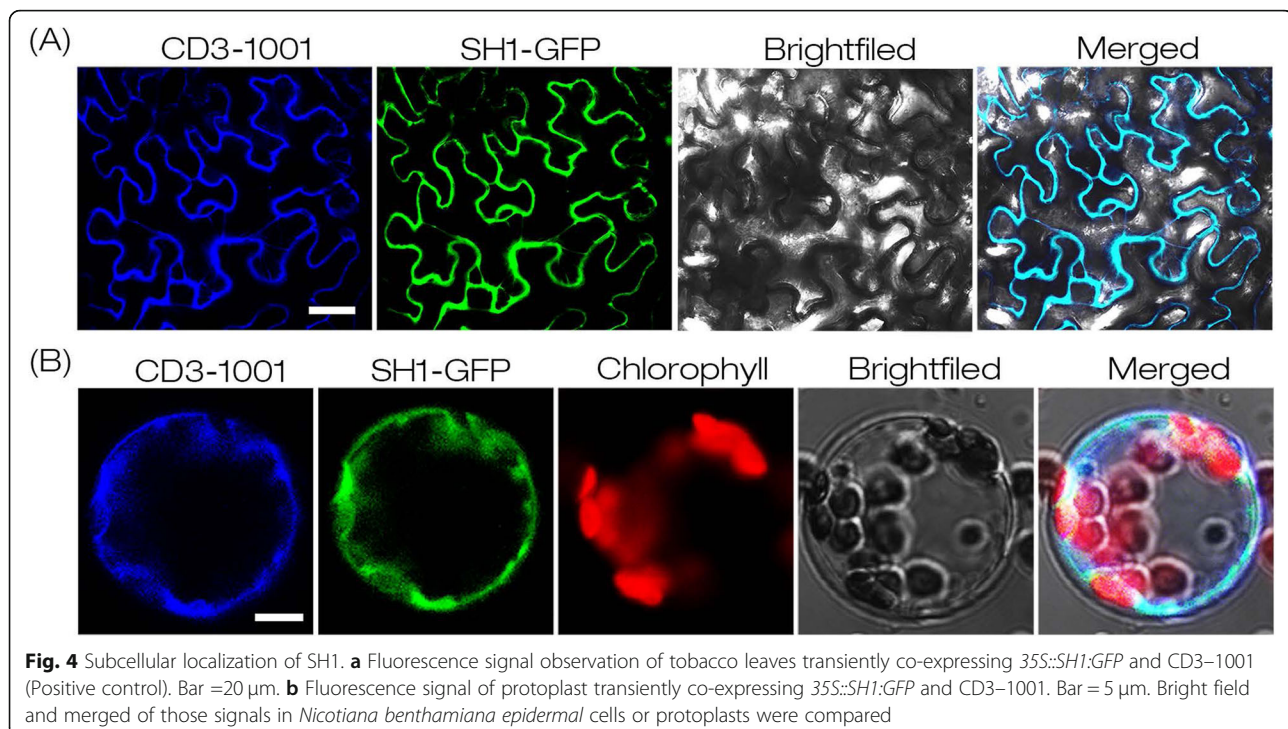 (A)
CD3-1001 SH1-GFP Brightfiled Merged
(B)
CD3-1001 SH1-GFP Chlorophyll Brightfiled Merged
Fig. 4 Subcellular localization of SH1. a Fluorescence signal observation of tobacco leaves transiently co-expressing 35S::SH1:GFP and CD3–1001
(Positive control). Bar =20 μm. b Fluorescence signal of protoplast transiently co-expressing 35S::SH1:GFP and CD3–1001. Bar = 5 μm. Bright field
and merged of those signals in Nicotiana benthamiana epidermal cells or protoplasts were compared